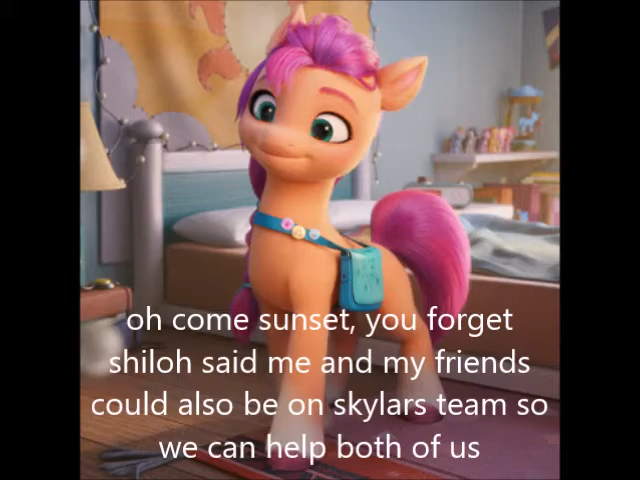 oh come sunset, you forget
shiloh said me and my friends
could also be on skylars team so
we can help both of us